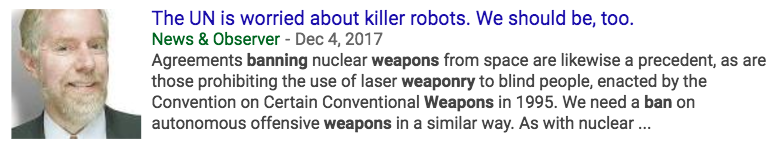 The UN is worried about killer robots. We should be, too.
News & Observer - Dec 4, 2017
Agreements banning nuclear weapons from space are likewise a precedent, as are
those prohibiting the use of laser weaponry to blind people, enacted by the
Convention on Certain Conventional Weapons in 1995. We need a ban on
autonomous offensive weapons in a similar way. As with nuclear ...